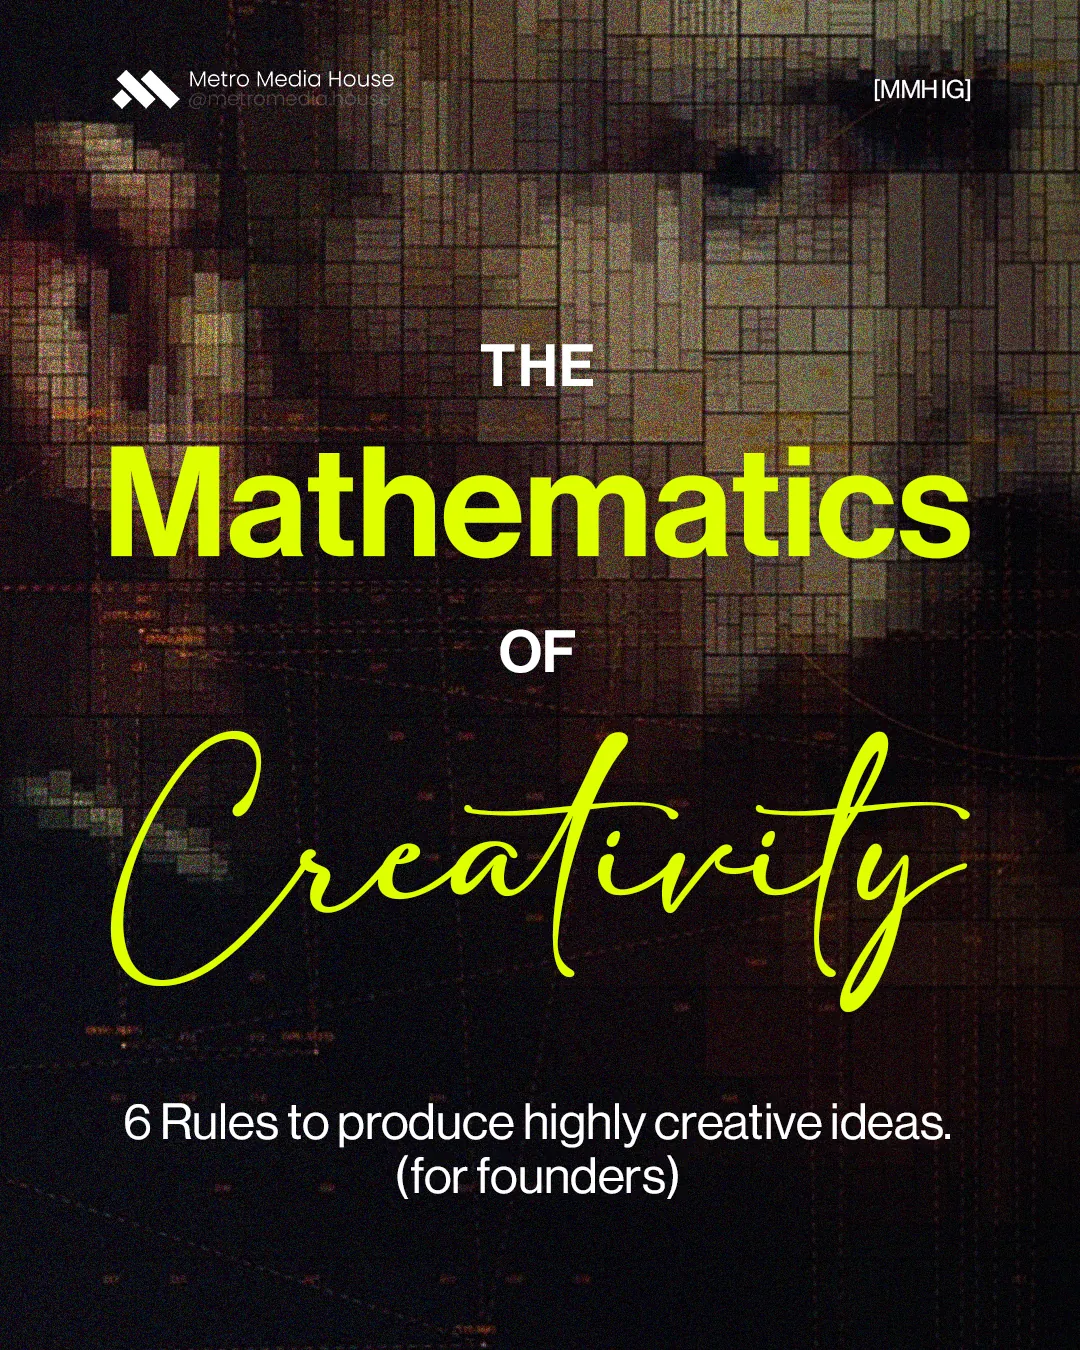 Metro Media House
@metromedia.house
[MMH IG]
THE
Mathematics
OF
Creativity
6 Rules to produce highly creative ideas.
(for founders)